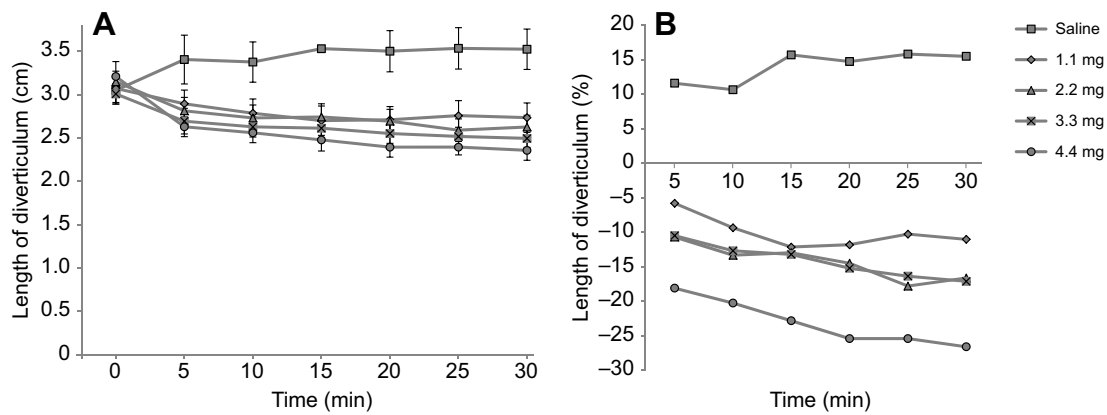 A
Length of diverticulum (cm)
3.5
3.0
2.5
2.0
1.5
1.0
0.5
0
0 5 10 15 20 25 30
Time (min)
B
Length of diverticulum (%)
20
15
10
5
0
–5
–10
–15
–20
–25
–30
5 10 15 20 25 30
Time (min)
Saline
1.1 mg
2.2 mg
3.3 mg
4.4 mg